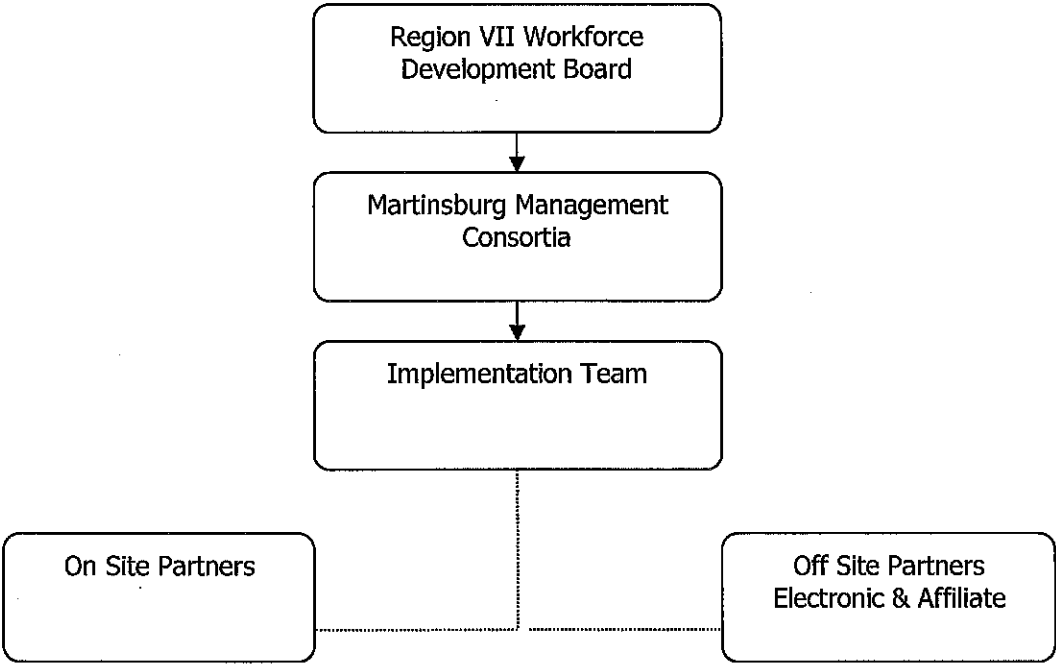 Region VII Workforce
Development Board
Martinsburg Management
Consortia
Implementation Team
On Site Partners
Off Site Partners
Electronic & Affiliate